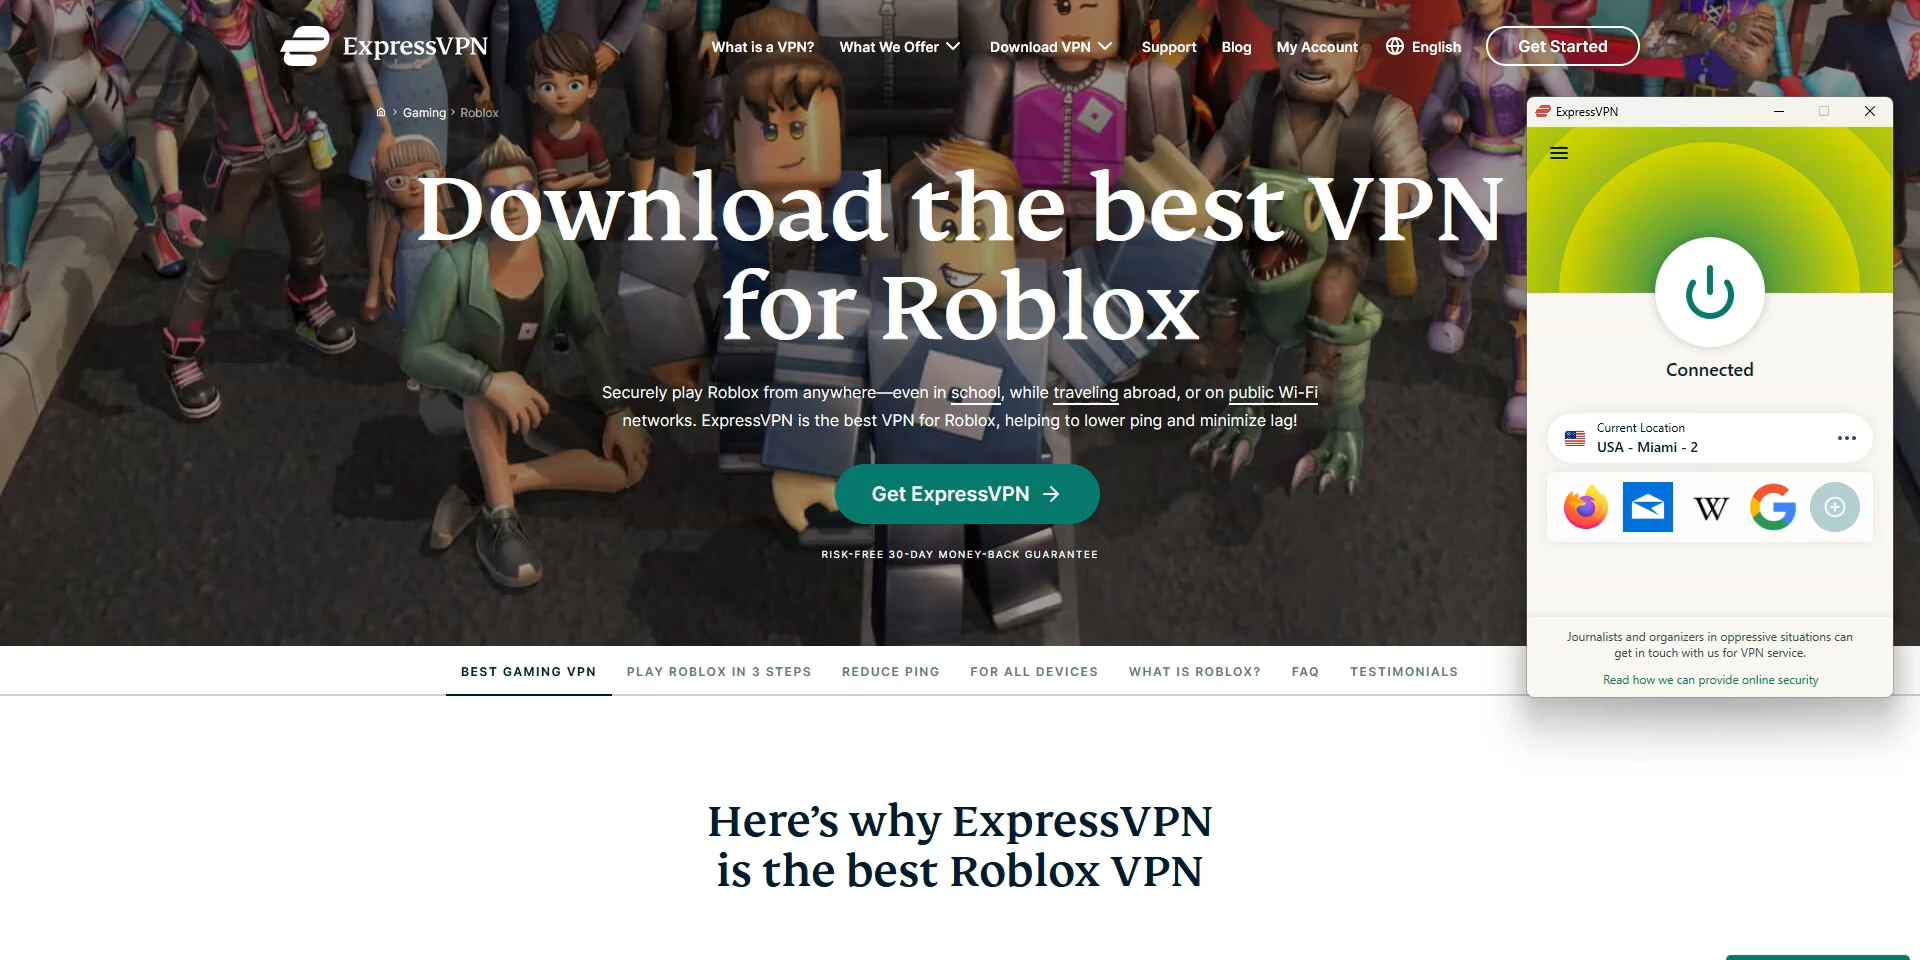 ExpressVPN
What is a VPN?
What We Offer
Download VPN
Support
Blog
My Account
English
Get Started
Gaming
Roblox
Download the best VPN
for Roblox
Securely play Roblox from anywhere—even in school, while traveling abroad, or on public Wi-Fi
networks. ExpressVPN is the best VPN for Roblox, helping to lower ping and minimize lag!
Get ExpressVPN
RISK-FREE 30-DAY MONEY-BACK GUARANTEE
ExpressVPN
Connected
Current Location
USA - Miami - 2
W
G
Journalists and organizers in oppressive situations can
get in touch with us for VPN service.
Read how we can provide online security
BEST GAMING VPN
PLAY ROBLOX IN 3 STEPS
REDUCE PING
FOR ALL DEVICES
WHAT IS ROBLOX?
FAQ
TESTIMONIALS
Here’s why ExpressVPN
is the best Roblox VPN